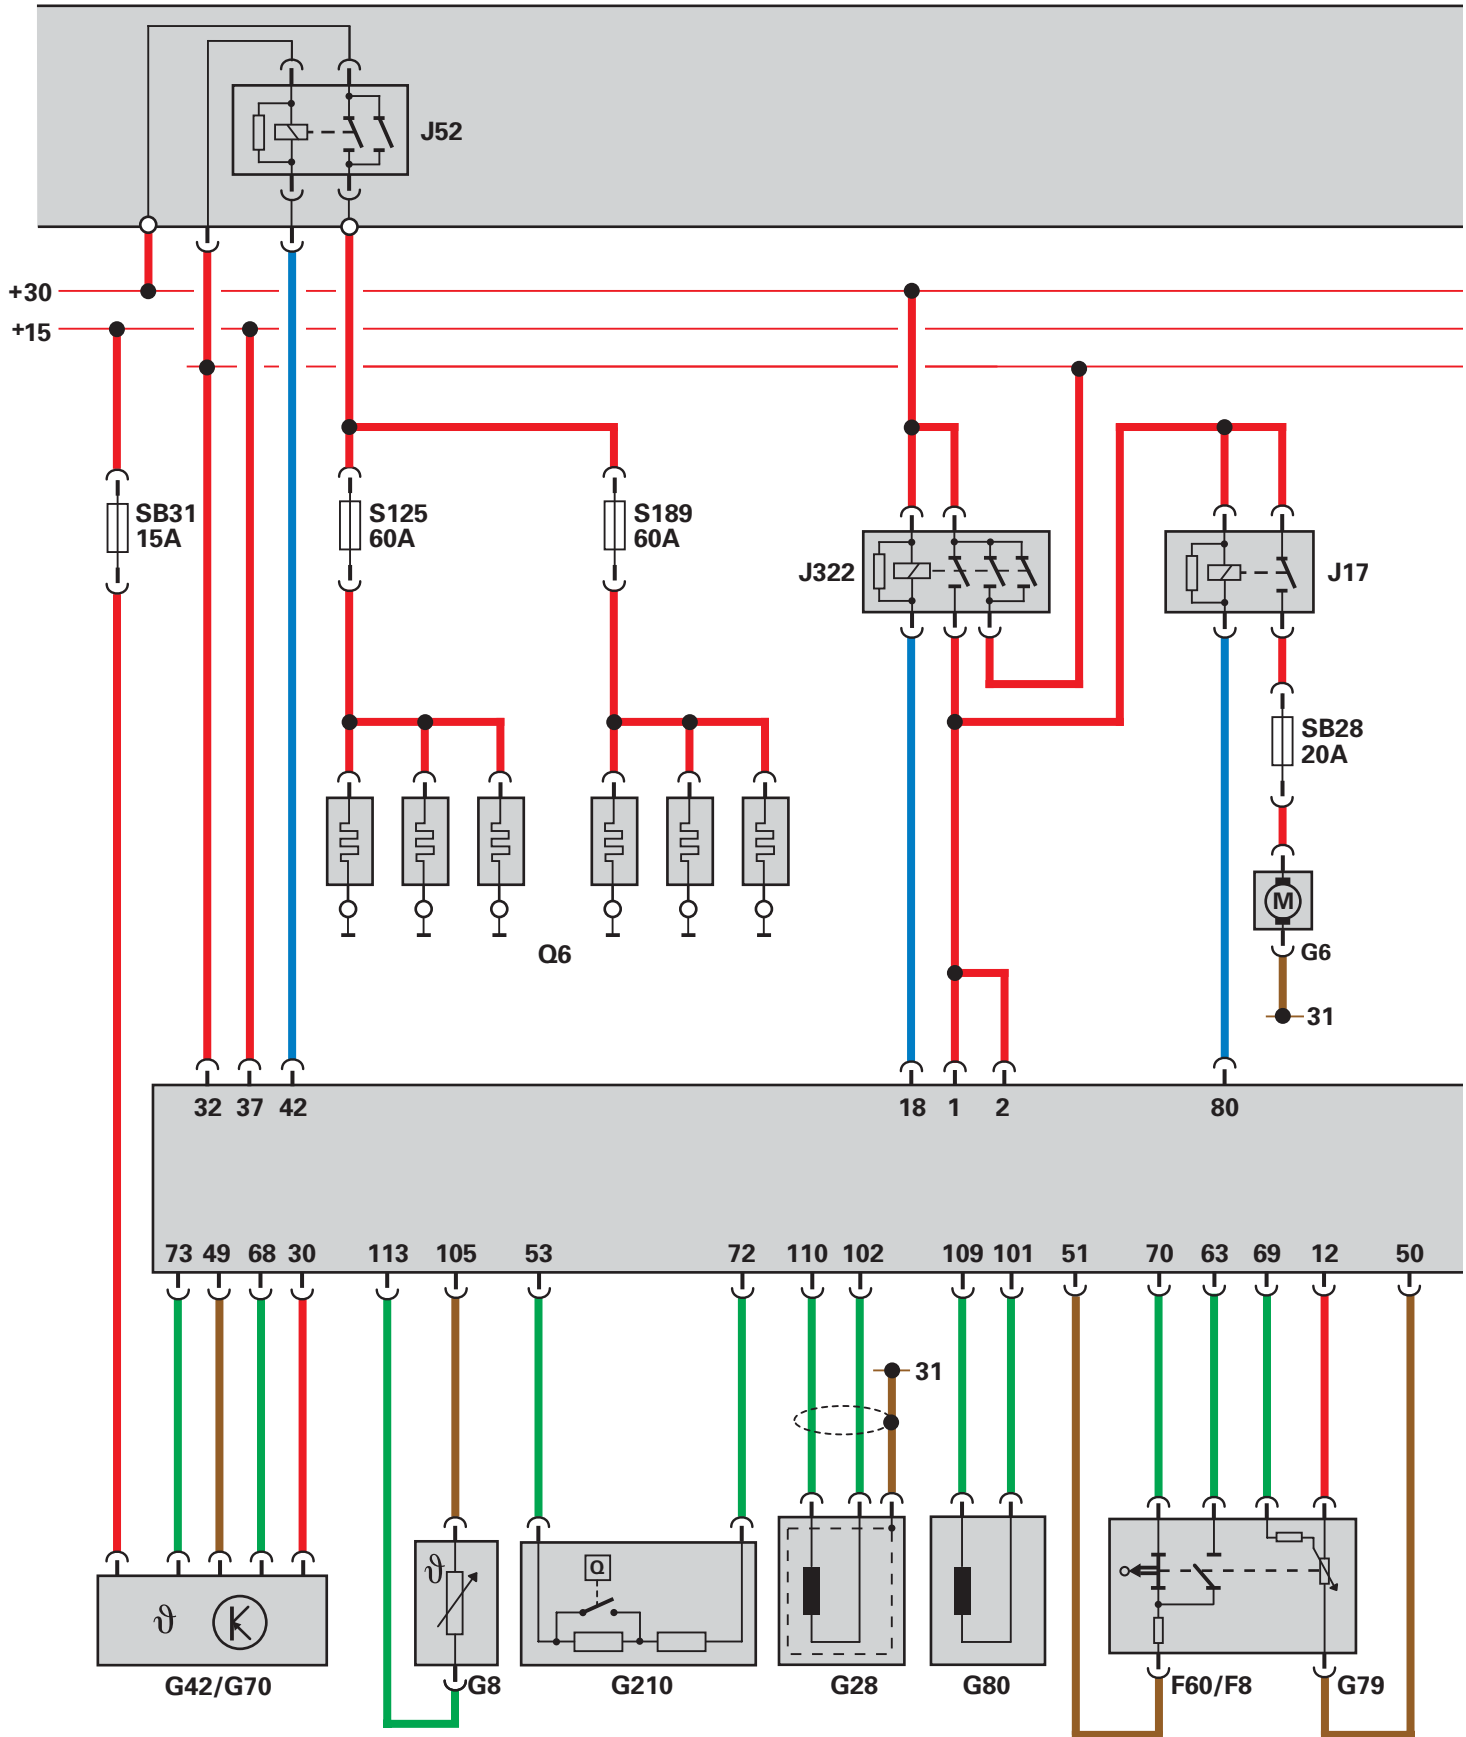 J52
+30
+15
SB31
15A
S125
60A
S189
60A
J322
J17
SB28
20A
M
Q6
G6
31
32 37 42 18 1 2 80
73 49 68 30 113 105 53 72 110 102 109 101 51 70 63 69 12 50
31
ϑ
Q
ϑ
G42/G70 G8 G210 G28 G80 F60/F8 G79